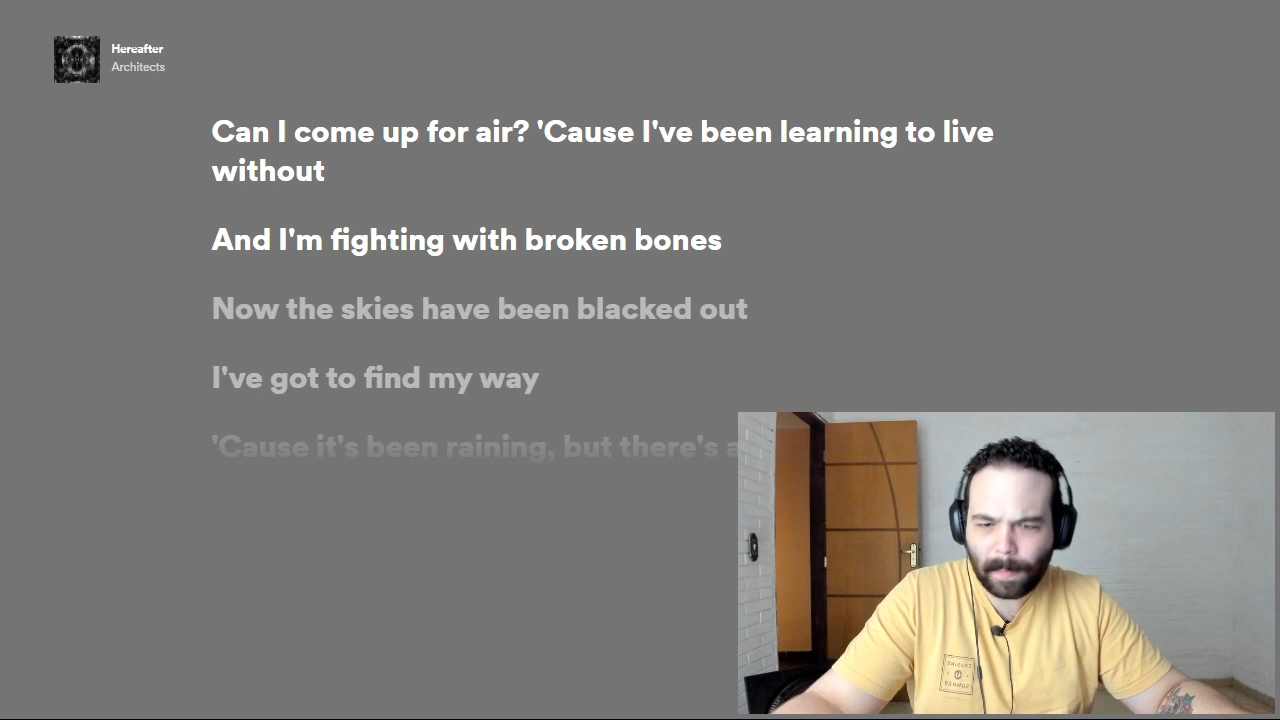 Hereafter
Architects
Can I come up for air? 'Cause I've been learning to live
without
And I'm fighting with broken bones
Now the skies have been blacked out
I've got to find my way
'Cause it's been raining, but there's a